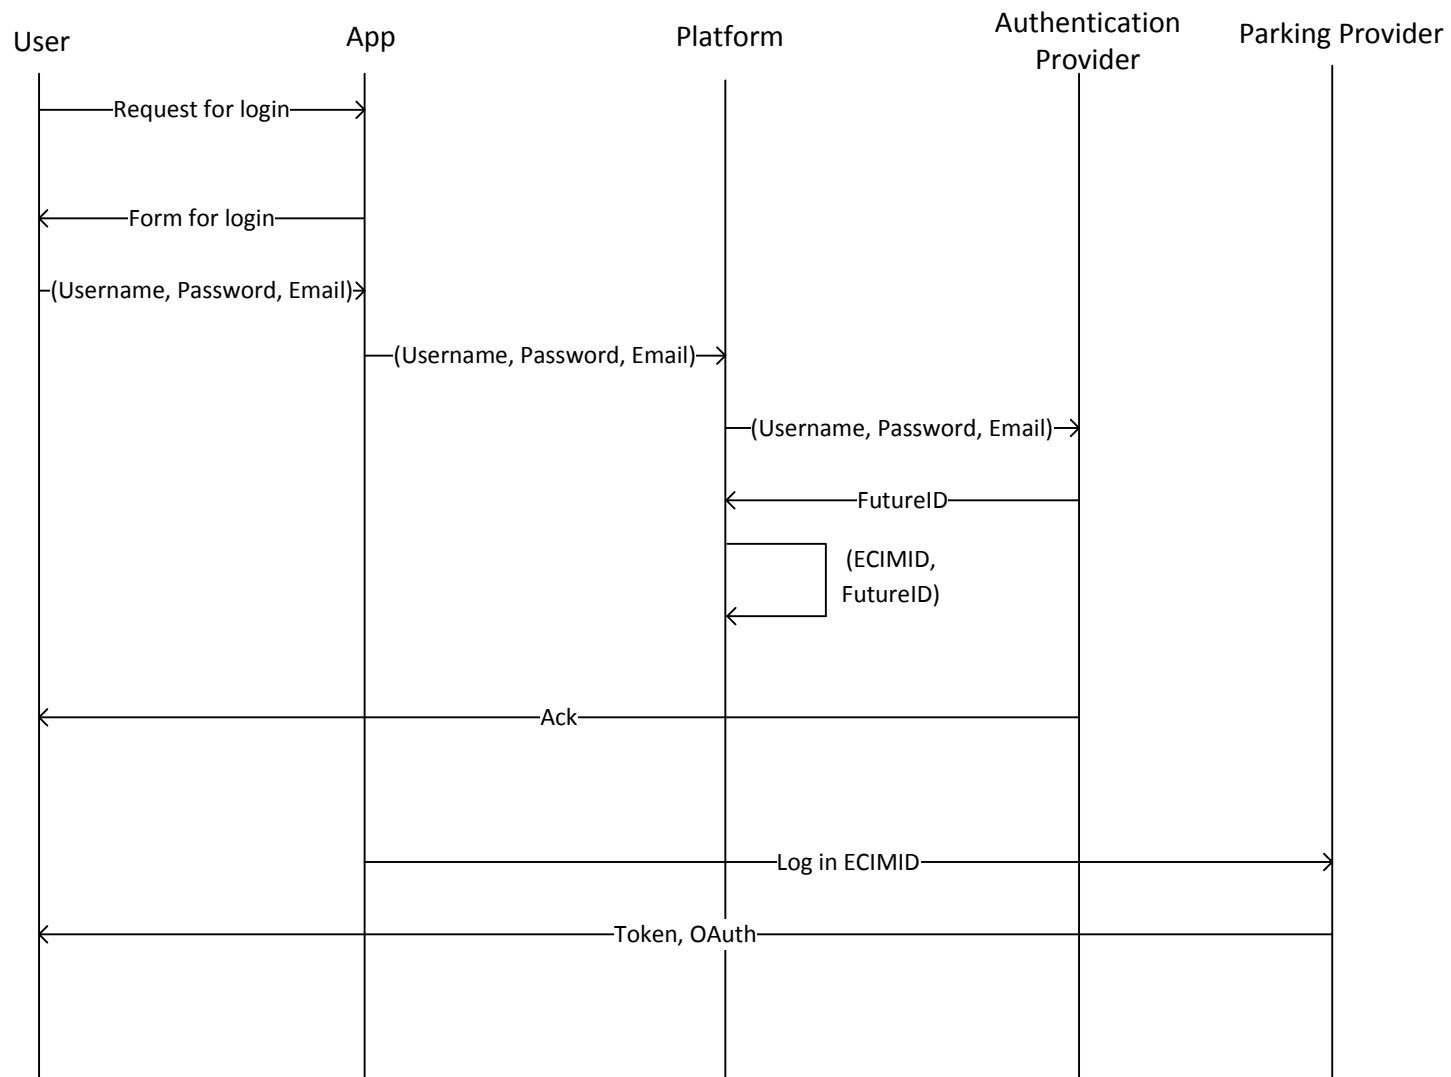 User
App
Platform
Authentication
Provider
Parking Provider
Request for login
Form for login
(Username, Password, Email)
(Username, Password, Email)
(Username, Password, Email)
FutureID
(ECIMID,
FutureID)
Ack
Log in ECIMID
Token, OAuth